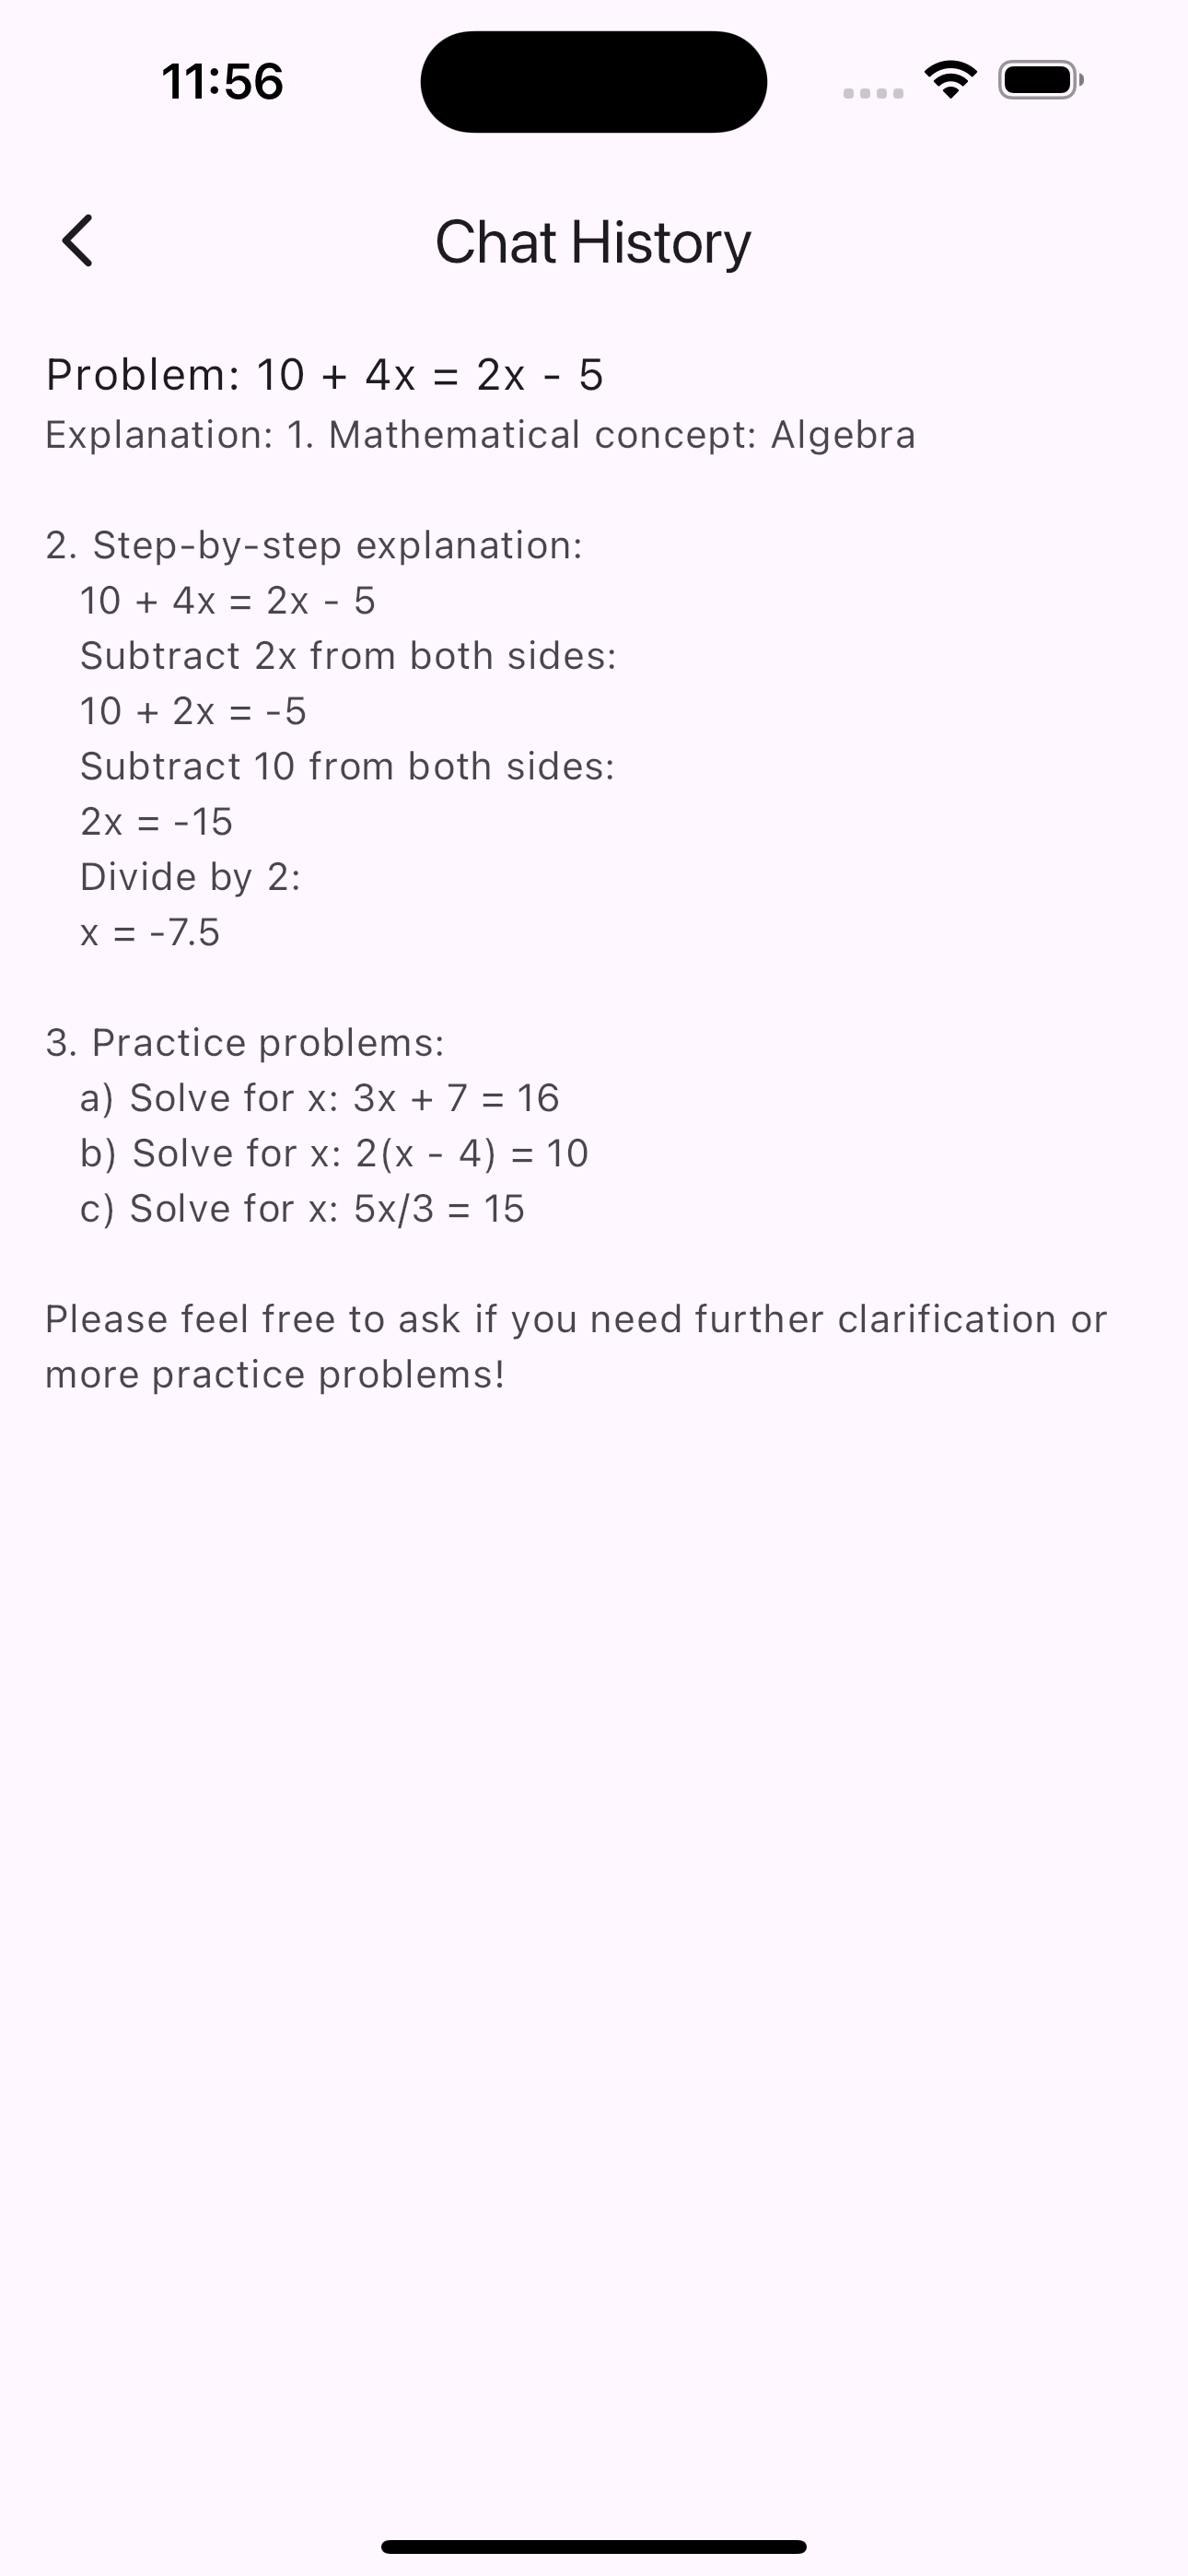 11:56
Chat History
Problem: 10 + 4x = 2x - 5
Explanation: 1. Mathematical concept: Algebra
2. Step-by-step explanation:
10 + 4x = 2x - 5
Subtract 2x from both sides:
10 + 2x = -5
Subtract 10 from both sides:
2x = -15
Divide by 2:
x = -7.5
3. Practice problems:
a) Solve for x: 3x + 7 = 16
b) Solve for x: 2(x - 4) = 10
c) Solve for x: 5x/3 = 15
Please feel free to ask if you need further clarification or
more practice problems!